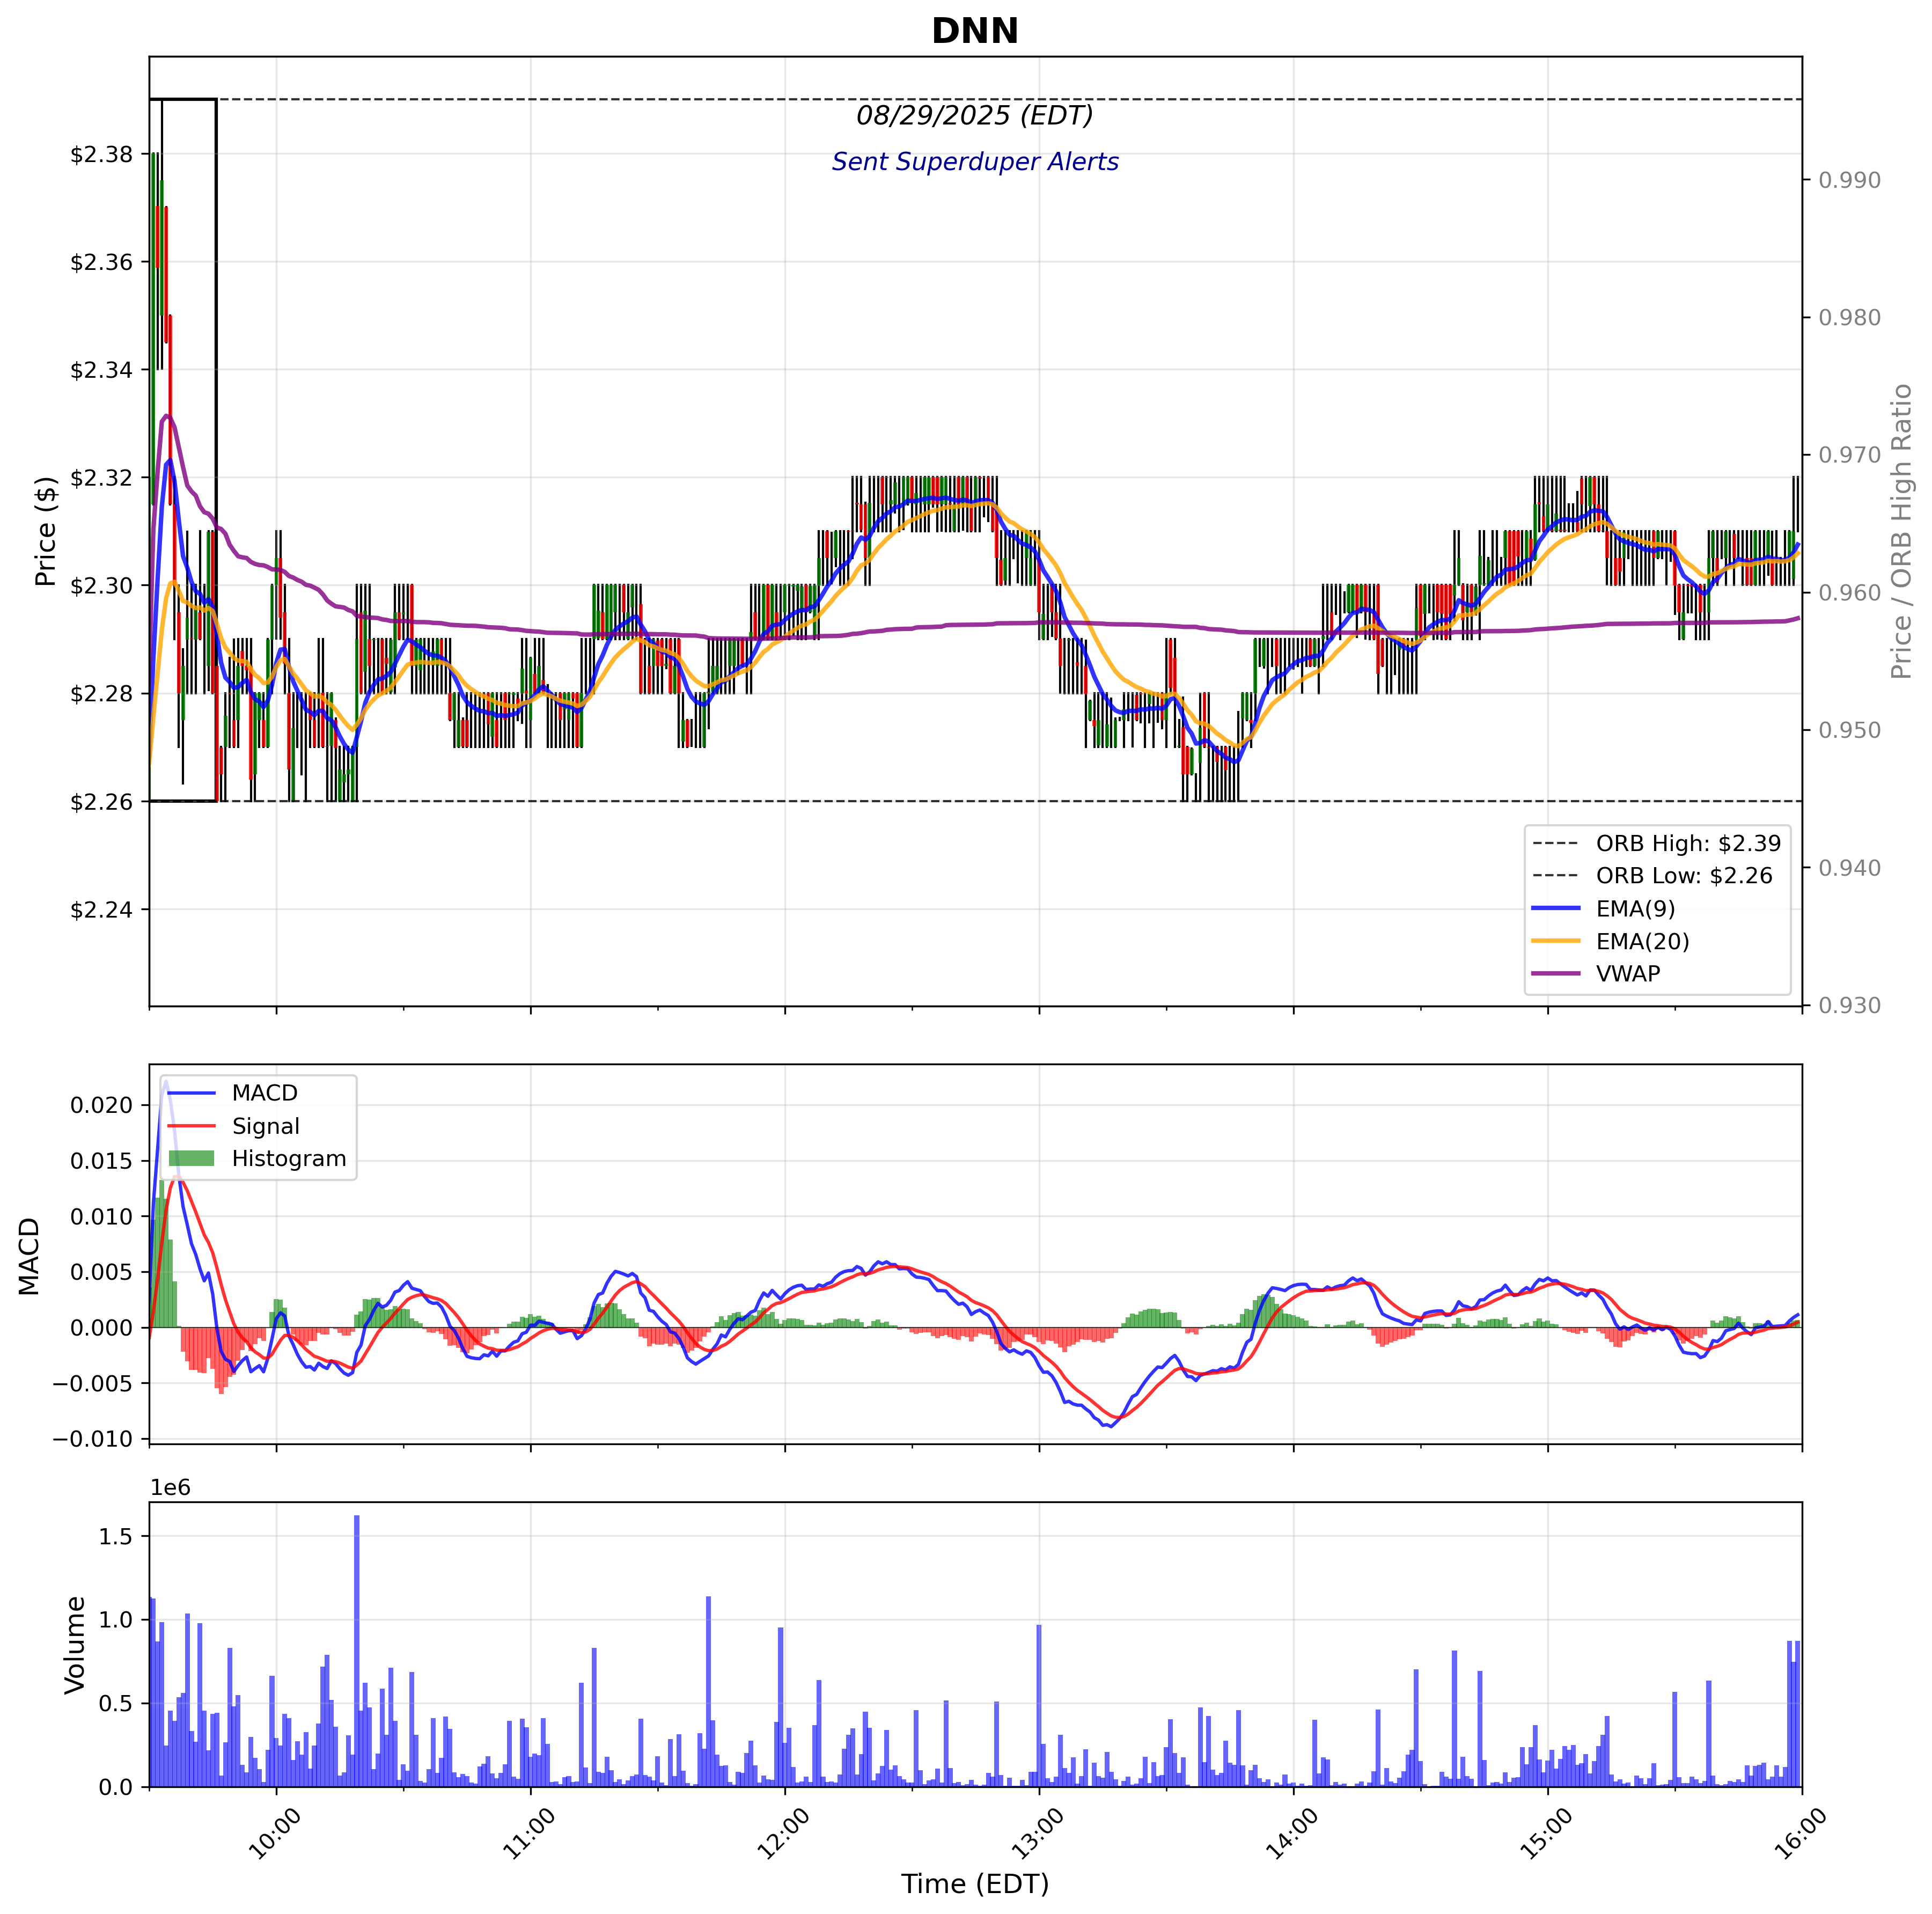 DNN
08/29/2025 (EDT)
Sent Superduper Alerts
Price ($)
$2.38
$2.36
$2.34
$2.32
$2.30
$2.28
$2.26
$2.24
0.990
0.980
0.970
0.960
0.950
0.940
0.930
Price / ORB High Ratio
ORB High: $2.39
ORB Low: $2.26
EMA(9)
EMA(20)
VWAP
MACD
0.020
0.015
0.010
0.005
0.000
−0.005
−0.010
MACD
Signal
Histogram
1e6
Volume
1.5
1.0
0.5
0.0
10:00
11:00
12:00
13:00
14:00
15:00
16:00
Time (EDT)